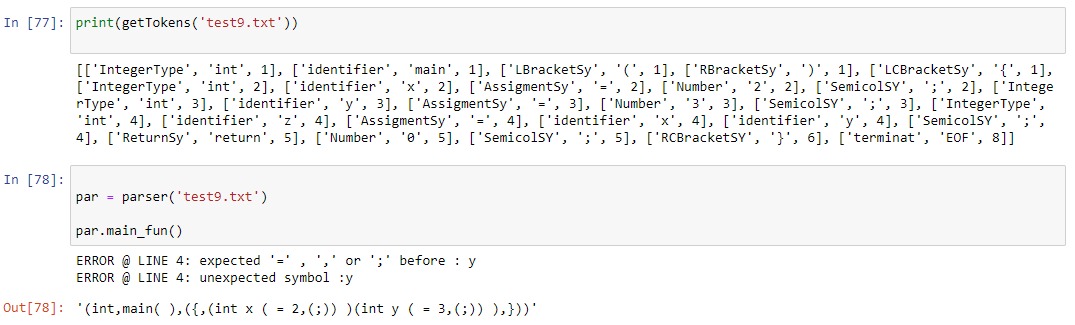 In [77]: print(getTokens('test9.txt'))
[['IntegerType', 'int', 1], ['identifier', 'main', 1], ['LBracketSy', '(', 1], ['RBracketSy', ')', 1], ['LCBracketSy', '{', 1],
['IntegerType', 'int', 2], ['identifier', 'x', 2], ['AssigmentSy', '=', 2], ['Number', '2', 2], ['SemicolSY', ';', 2], ['Intege
rType', 'int', 3], ['identifier', 'y', 3], ['AssigmentSy', '=', 3], ['Number', '3', 3], ['SemicolSY', ';', 3], ['IntegerType',
'int', 4], ['identifier', 'z', 4], ['AssigmentSy', '=', 4], ['identifier', 'x', 4], ['identifier', 'y', 4], ['SemicolSY', ';',
4], ['ReturnSy', 'return', 5], ['Number', '0', 5], ['SemicolSY', ';', 5], ['RCBracketSY', '}', 6], ['terminat', 'EOF', 8]]
In [78]:
par = parser('test9.txt')
par.main_fun()
ERROR @ LINE 4: expected '=' , ',' or ';' before : y
ERROR @ LINE 4: unexpected symbol :y
Out[78]: '(int,main( ),({,(int x ( = 2,(;)) )(int y ( = 3,(;)) ),}))'